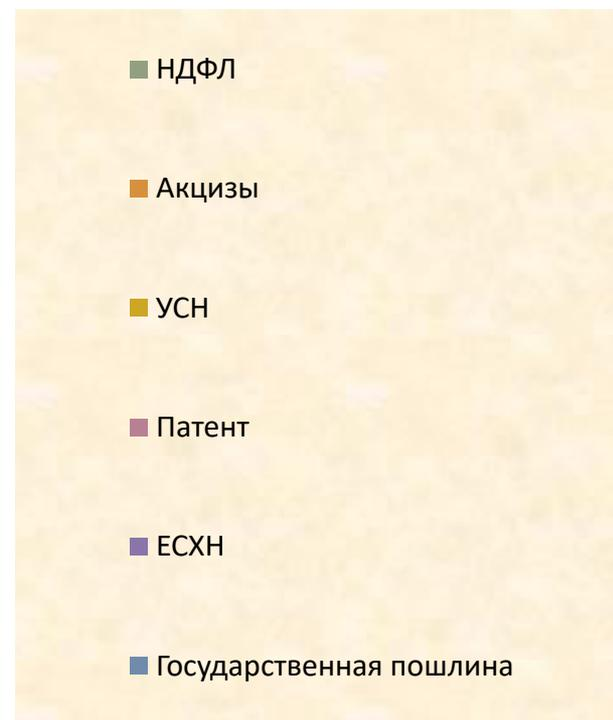 НДФЛ
Акцизы
УСН
Патент
ЕСХН
Государственная пошлина